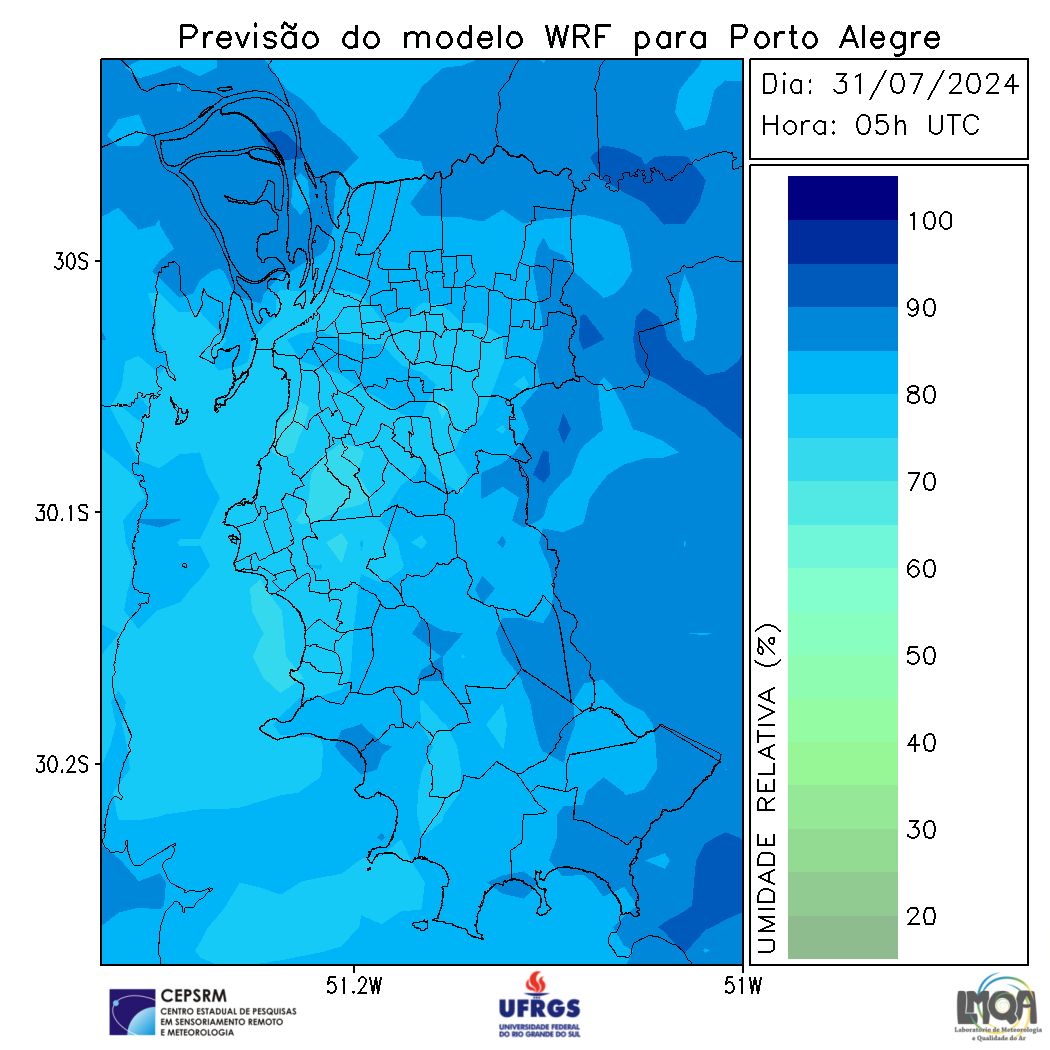 Previsão do modelo WRF para Porto Alegre
Dia: 31/07/2024
Hora: 05h UTC
30S
30.1S
30.2S
51.2W
51W
UMIDADE RELATIVA (%)
100
90
80
70
60
50
40
30
20
CEPSRM
CENTRO ESTADUAL DE PESQUISAS
EM SENSORIAMENTO REMOTO
E METEOROLOGIA
UFRGS
UNIVERSIDADE FEDERAL
DO RIO GRANDE DO SUL
LMQA
Laboratório de Meteorologia
e Qualidade do Ar